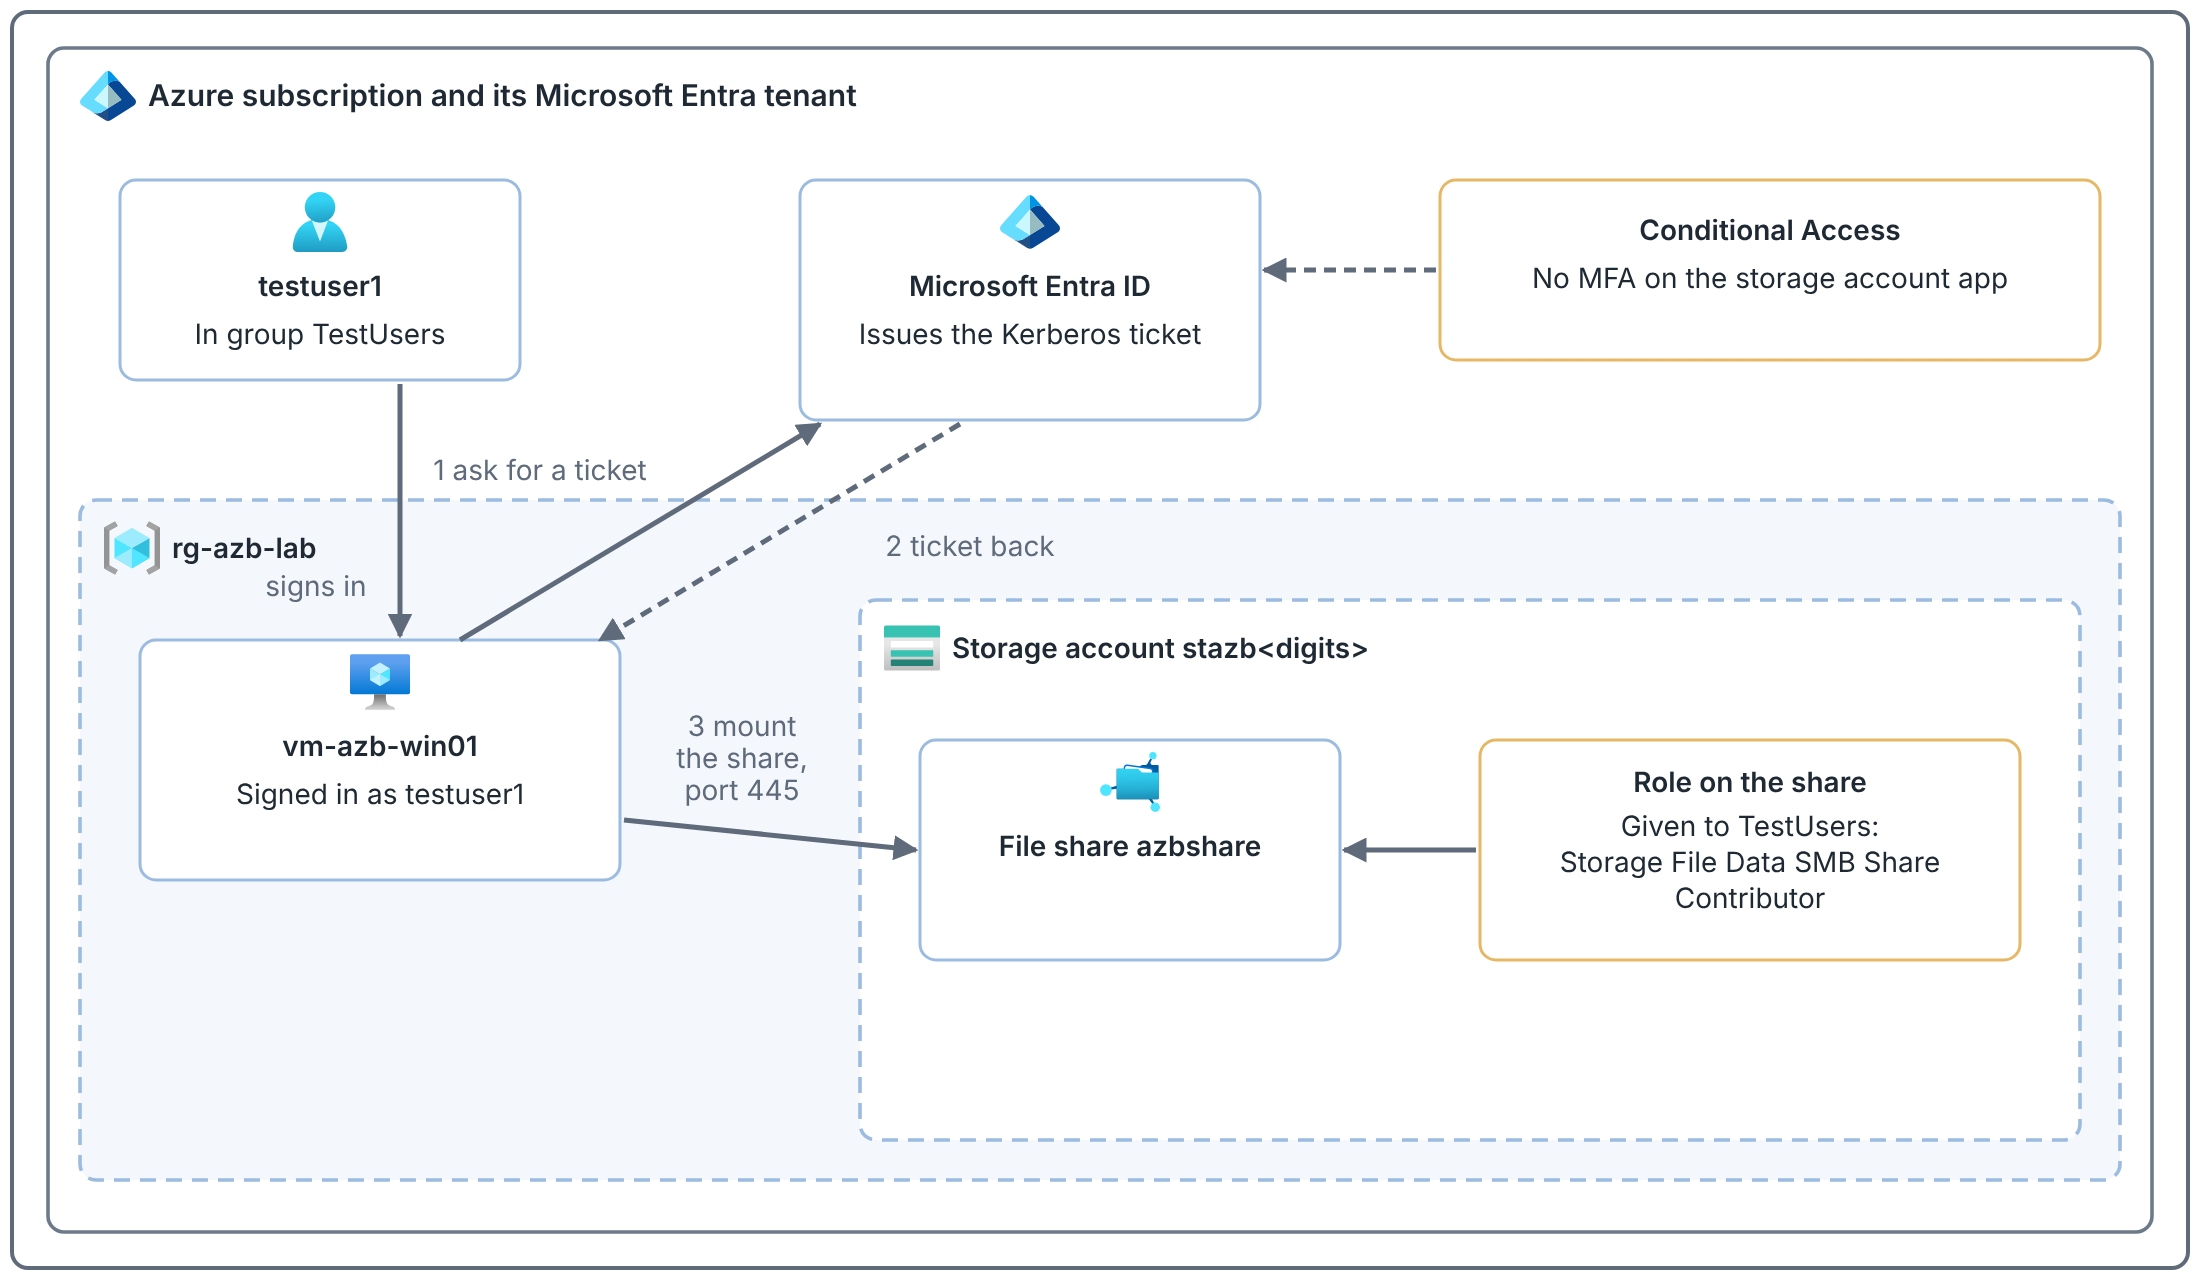 Azure subscription and its Microsoft Entra tenant
testuser1
In group TestUsers
Microsoft Entra ID
Issues the Kerberos ticket
Conditional Access
No MFA on the storage account app
1 ask for a ticket
rg-azb-lab
signs in
2 ticket back
vm-azb-win01
Signed in as testuser1
3 mount
the share,
port 445
Storage account stazb<digits>
File share azbshare
Role on the share
Given to TestUsers:
Storage File Data SMB Share
Contributor